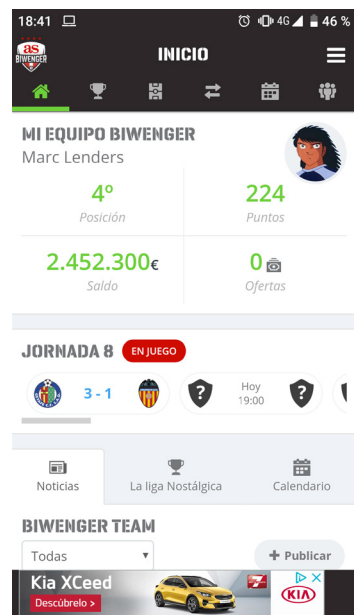 18:41 4G 46 %
as
BIWENGER
INICIO
MI EQUIPO BIWENGER
Marc Lenders
4º 224
Posición Puntos
2.452.300€ 0
Saldo Ofertas
JORNADA 8 EN JUEGO
3 - 1 ? Hoy ?
19:00
Noticias La liga Nostálgica Calendario
BIWENGER TEAM
Todas + Publicar
Kia XCeed
Descúbrelo > KIA